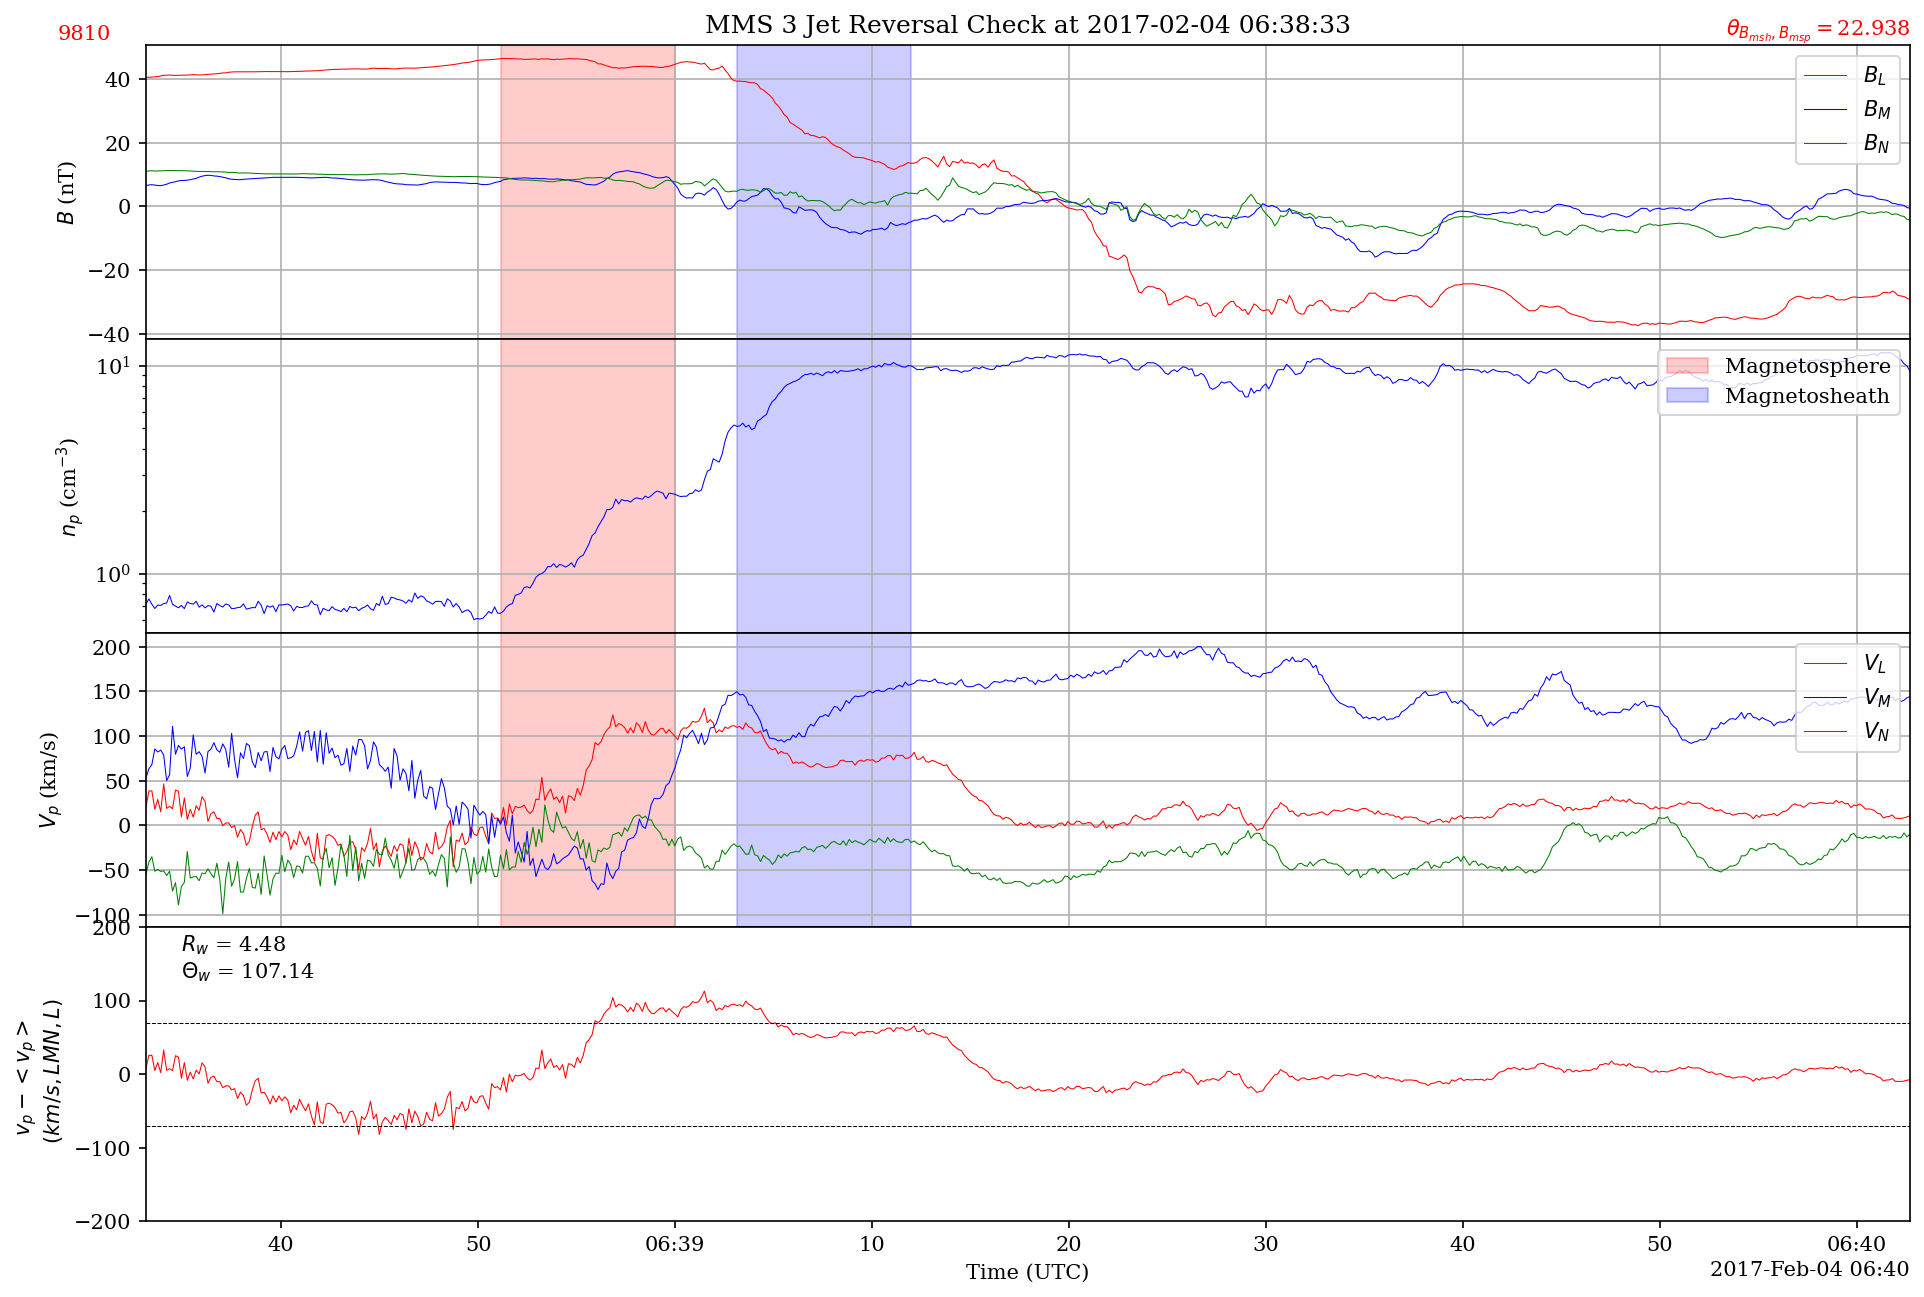 MMS 3 Jet Reversal Check at 2017-02-04 06:38:33
9810
θ_{B_{msh}, B_{msp}} = 22.938
40
20
0
−20
−40
B (nT)
B_L
B_M
B_N
10^1
10^0
n_p (cm^{−3})
Magnetosphere
Magnetosheath
200
150
100
50
0
−50
−100
V_p (km/s)
V_L
V_M
V_N
200
100
0
−100
−200
v_p − < v_p >
(km/s, LMN, L)
R_w = 4.48
Θ_w = 107.14
40 50 06:39 10 20 30 40 50 06:40
Time (UTC)
2017-Feb-04 06:40